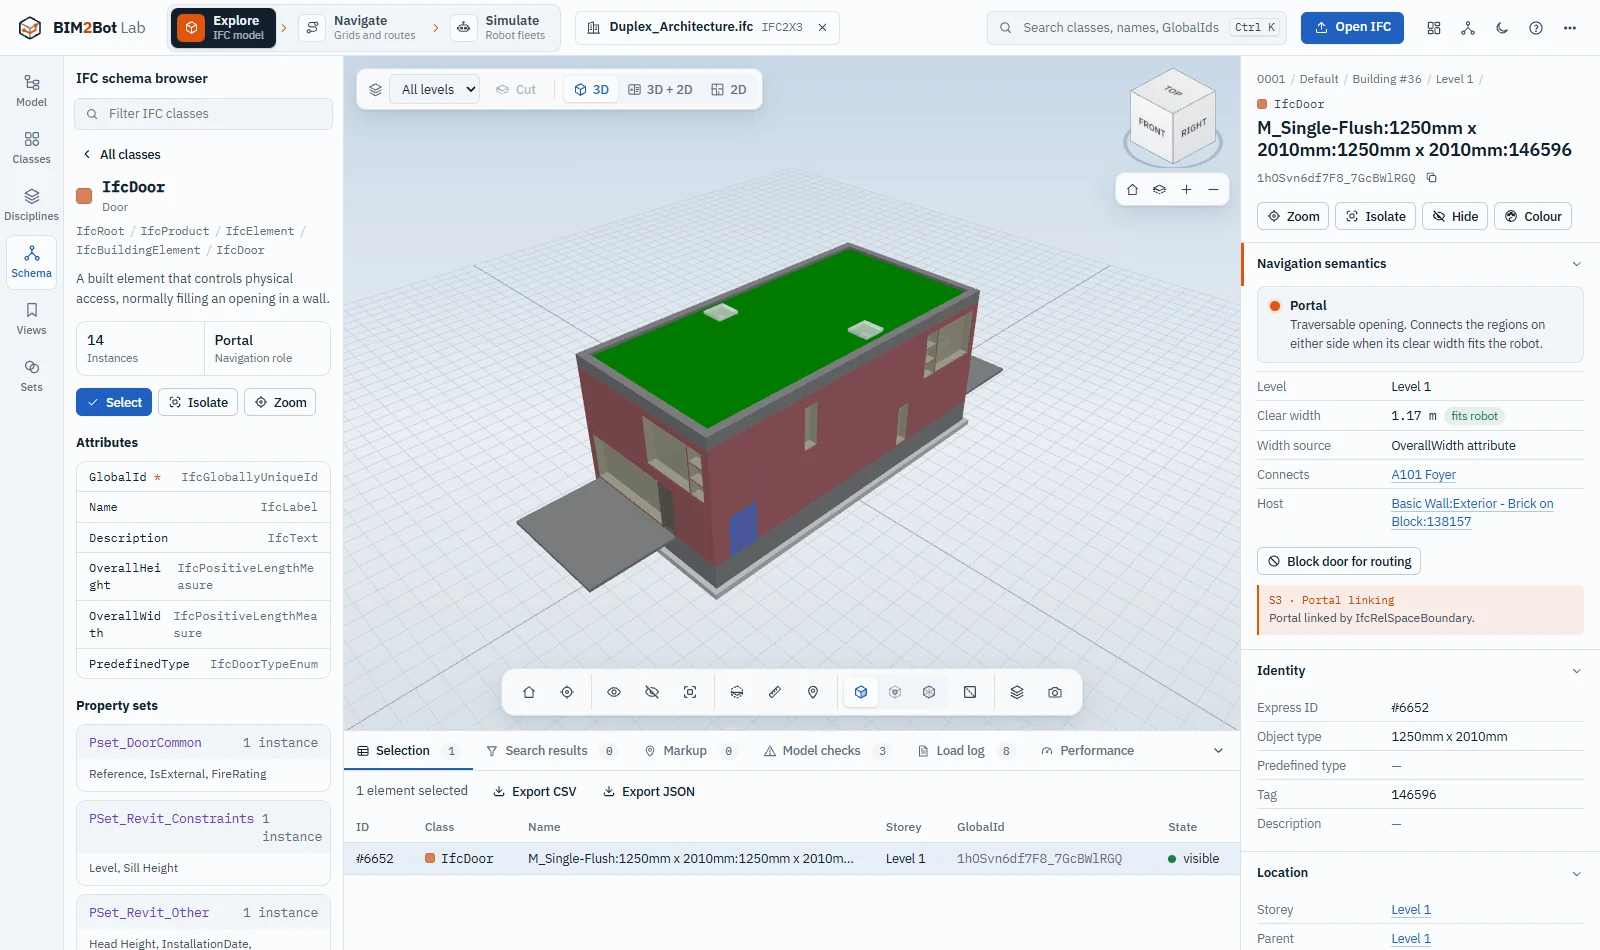 BIM2Bot Lab
Explore
IFC model
Navigate
Grids and routes
Simulate
Robot fleets
Duplex_Architecture.ifc IFC2X3
Search classes, names, GlobalIds Ctrl K
Open IFC
Model
Classes
Disciplines
Schema
Views
Sets
IFC schema browser
Filter IFC classes
All classes
IfcDoor
Door
IfcRoot / IfcProduct / IfcElement /
IfcBuildingElement / IfcDoor
A built element that controls physical
access, normally filling an opening in a wall.
14
Instances
Portal
Navigation role
Select
Isolate
Zoom
Attributes
GlobalId * IfcGloballyUniqueId
Name IfcLabel
Description IfcText
OverallHei
ght
IfcPositiveLengthMe
asure
OverallWid
th
IfcPositiveLengthMea
sure
PredefinedType IfcDoorTypeEnum
Property sets
Pset_DoorCommon 1 instance
Reference, IsExternal, FireRating
PSet_Revit_Constraints 1
instance
Level, Sill Height
PSet_Revit_Other 1 instance
Head Height, InstallationDate,
All levels
Cut
3D
3D + 2D
2D
TOP
FRONT
RIGHT
Selection 1
Search results 0
Markup 0
Model checks 3
Load log 8
Performance
1 element selected
Export CSV
Export JSON
ID Class Name Storey GlobalId State
#6652 IfcDoor M_Single-Flush:1250mm x 2010mm:1250mm x 2010m... Level 1 1hOSvn6df7F8_7GcBWlRGQ visible
0001 / Default / Building #36 / Level 1 /
IfcDoor
M_Single-Flush:1250mm x
2010mm:1250mm x 2010mm:146596
1hOSvn6df7F8_7GcBWlRGQ
Zoom
Isolate
Hide
Colour
Navigation semantics
Portal
Traversable opening. Connects the regions on
either side when its clear width fits the robot.
Level Level 1
Clear width 1.17 m fits robot
Width source OverallWidth attribute
Connects A101 Foyer
Host Basic Wall:Exterior - Brick on
Block:138157
Block door for routing
S3 · Portal linking
Portal linked by IfcRelSpaceBoundary.
Identity
Express ID #6652
Object type 1250mm x 2010mm
Predefined type —
Tag 146596
Description —
Location
Storey Level 1
Parent Level 1